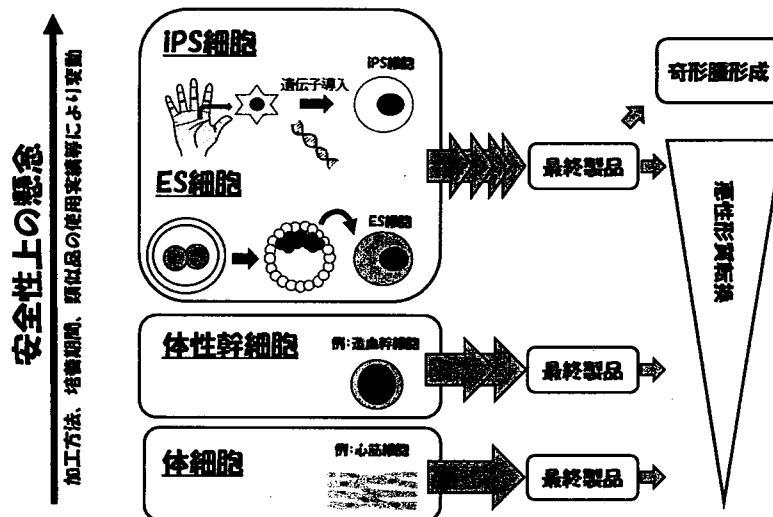 安全性上の懸念
加工方法、培養期間、類似品の使用実績等により変動
iPS細胞
iPS細胞
遺伝子導入
ES細胞
ES細胞
最終製品
奇形腫形成
悪性形質転換
体性幹細胞
例:造血幹細胞
最終製品
体細胞
例:心筋細胞
最終製品